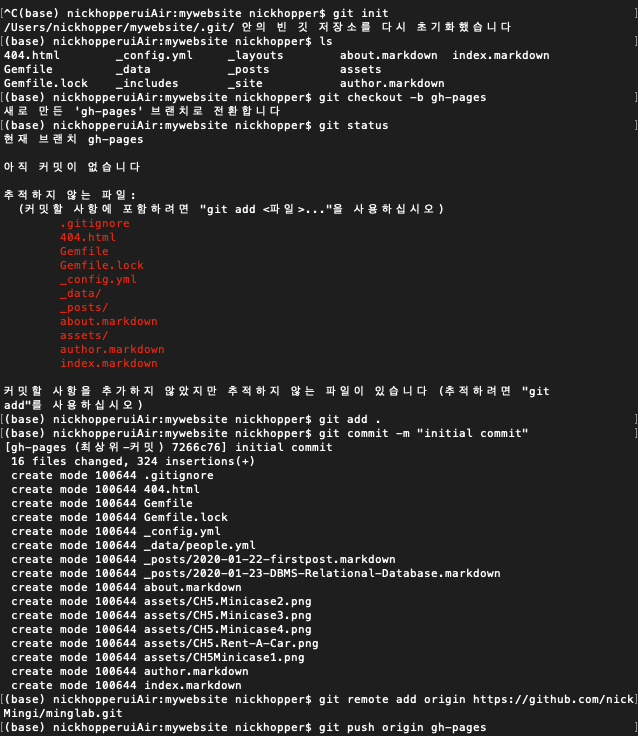 [^C(base) nickhopperuiAir:mywebsite nickhopper$ git init ]
/Users/nickhopper/mywebsite/.git/ 안의 빈 깃 저장소를 다시 초기화했습니다
[(base) nickhopperuiAir:mywebsite nickhopper$ ls ]
404.html _config.yml _layouts about.markdown index.markdown
Gemfile _data _posts assets
Gemfile.lock _includes _site author.markdown
[(base) nickhopperuiAir:mywebsite nickhopper$ git checkout -b gh-pages ]
새로 만든 'gh-pages' 브랜치로 전환합니다
[(base) nickhopperuiAir:mywebsite nickhopper$ git status ]
현재 브랜치 gh-pages
아직 커밋이 없습니다
추적하지 않는 파일:
(커밋할 사항에 포함하려면 "git add <파일>..."을 사용하십시오)
.gitignore
404.html
Gemfile
Gemfile.lock
_config.yml
_data/
_posts/
about.markdown
assets/
author.markdown
index.markdown
커밋할 사항을 추가하지 않았지만 추적하지 않는 파일이 있습니다 (추적하려면 "git
add"를 사용하십시오)
[(base) nickhopperuiAir:mywebsite nickhopper$ git add . ]
[(base) nickhopperuiAir:mywebsite nickhopper$ git commit -m "initial commit" ]
[gh-pages (최상위-커밋) 7266c76] initial commit
16 files changed, 324 insertions(+)
create mode 100644 .gitignore
create mode 100644 404.html
create mode 100644 Gemfile
create mode 100644 Gemfile.lock
create mode 100644 _config.yml
create mode 100644 _data/people.yml
create mode 100644 _posts/2020-01-22-firstpost.markdown
create mode 100644 _posts/2020-01-23-DBMS-Relational-Database.markdown
create mode 100644 about.markdown
create mode 100644 assets/CH5.Minicase2.png
create mode 100644 assets/CH5.Minicase3.png
create mode 100644 assets/CH5.Minicase4.png
create mode 100644 assets/CH5.Rent-A-Car.png
create mode 100644 assets/CH5Minicase1.png
create mode 100644 author.markdown
create mode 100644 index.markdown
[(base) nickhopperuiAir:mywebsite nickhopper$ git remote add origin https://github.com/nick]
Mingi/minglab.git
[(base) nickhopperuiAir:mywebsite nickhopper$ git push origin gh-pages ]